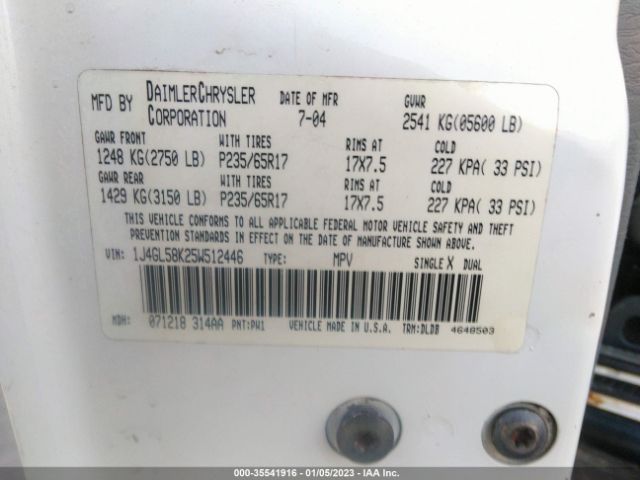 MFD BY DAIMLERCHRYSLER CORPORATION DATE OF MFR 7-04 GVWR 2541 KG(05600 LB)
GAWR FRONT WITH TIRES RIMS AT COLD
1248 KG(2750 LB) P235/65R17 17X7.5 227 KPA( 33 PSI)
GAWR REAR WITH TIRES RIMS AT COLD
1429 KG(3150 LB) P235/65R17 17X7.5 227 KPA( 33 PSI)
THIS VEHICLE CONFORMS TO ALL APPLICABLE FEDERAL MOTOR VEHICLE SAFETY AND THEFT
PREVENTION STANDARDS IN EFFECT ON THE DATE OF MANUFACTURE SHOWN ABOVE.
VIN: 1J4GL58K25W512446 TYPE: MPV SINGLE X DUAL
MDH: 071218 314AA PNT:PW1 VEHICLE MADE IN U.S.A. TRM:DLDB 4648503
000-35541916 - 01/05/2023 - IAA Inc.